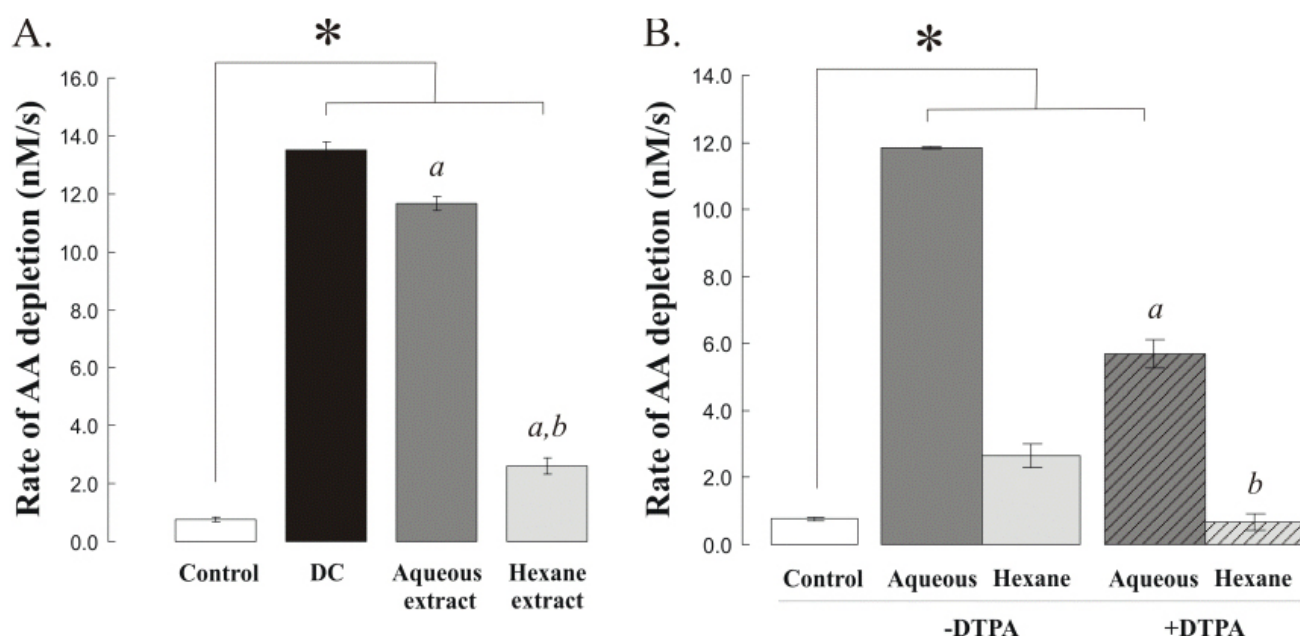 A.
*
Rate of AA depletion (nM/s)
16.0
14.0
12.0
10.0
8.0
6.0
4.0
2.0
0.0
a
a,b
Control
DC
Aqueous
extract
Hexane
extract
B.
*
Rate of AA depletion (nM/s)
14.0
12.0
10.0
8.0
6.0
4.0
2.0
0.0
a
b
Control
Aqueous
Hexane
Aqueous
Hexane
-DTPA
+DTPA